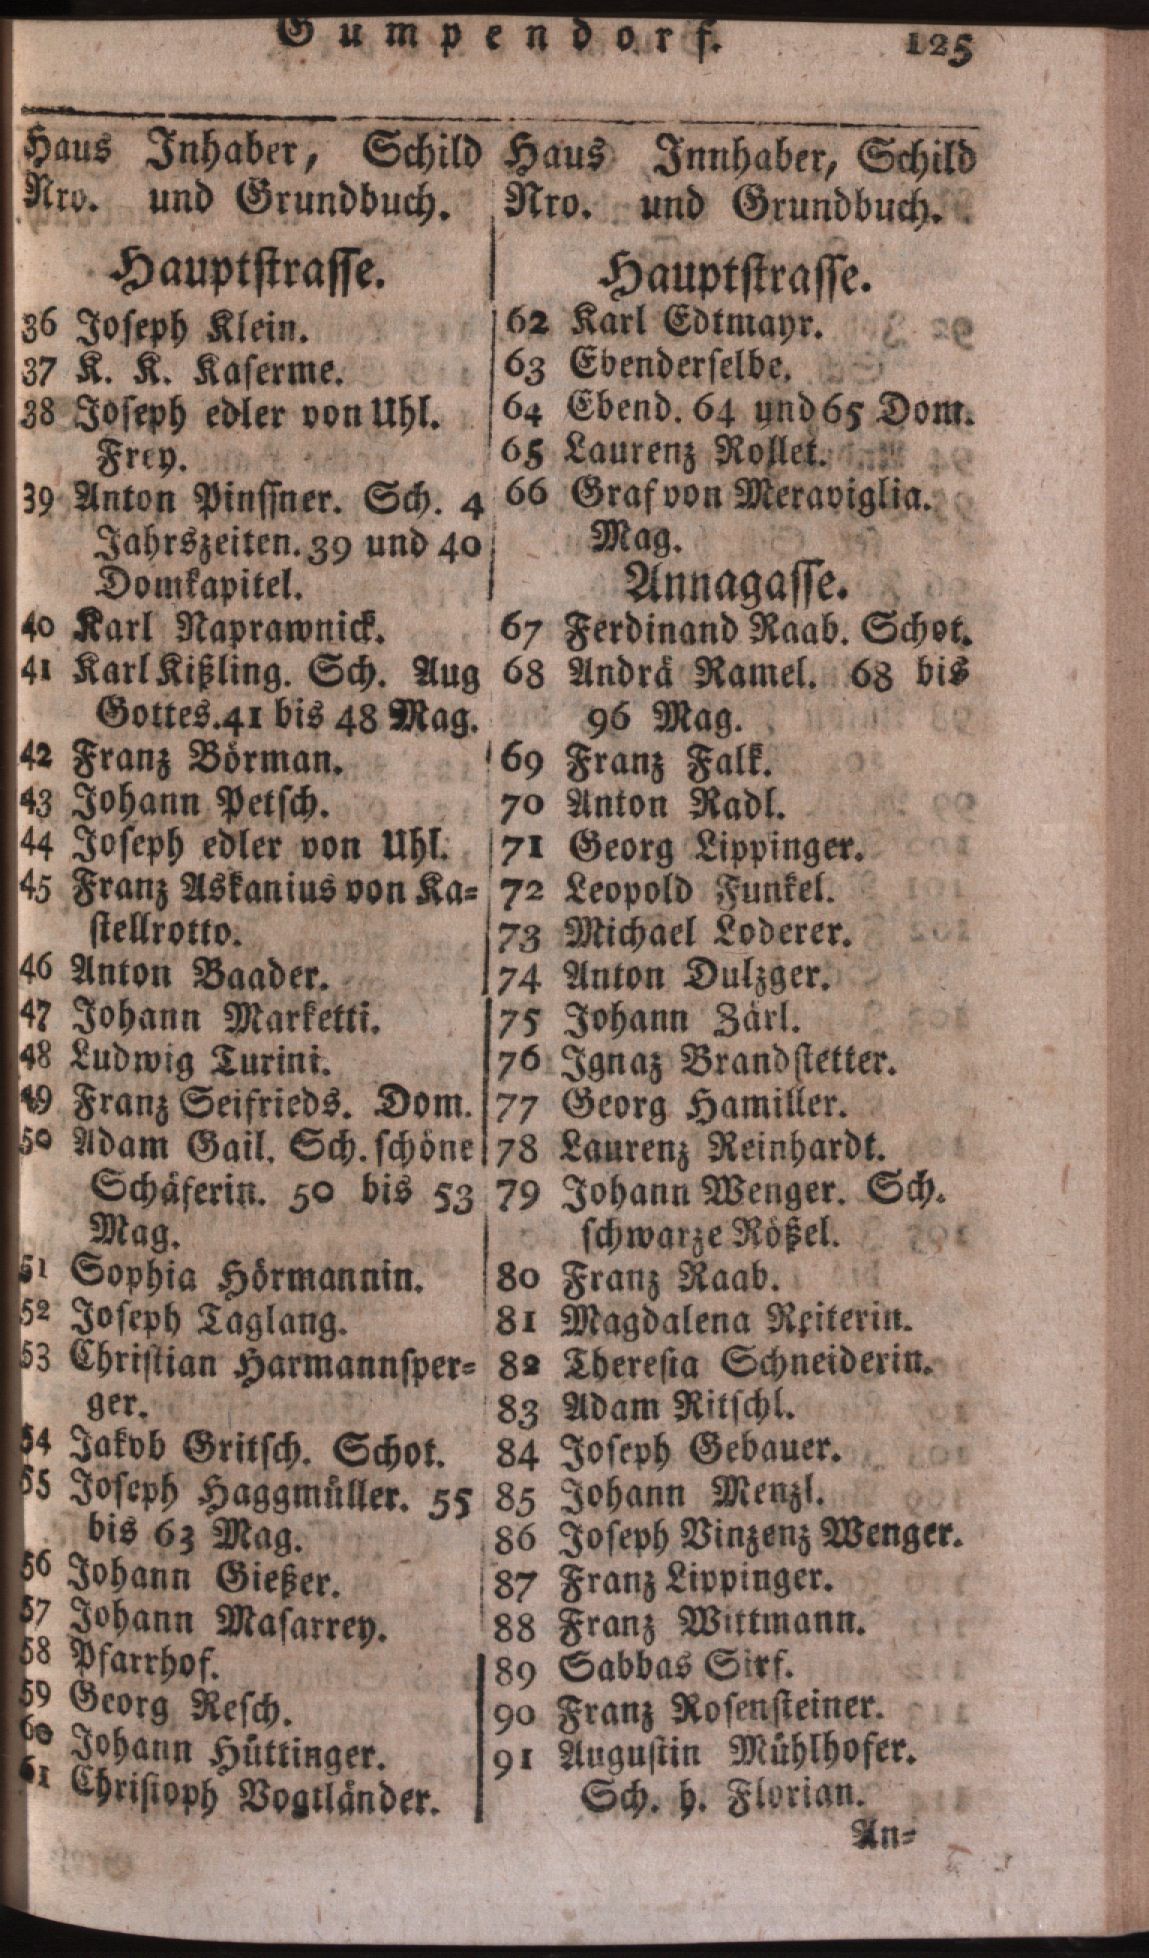 Gumpendorf. 125
Haus Inhaber, Schild
Nro. und Grundbuch.
Hauptstrasse.
36 Joseph Klein.
37 K. K. Kaserme.
38 Joseph edler von Uhl.
Frey.
39 Anton Pinssner. Sch. 4
Jahrszeiten. 39 und 40
Domkapitel.
40 Karl Naprawnick.
41 Karl Kißling. Sch. Aug
Gottes. 41 bis 48 Mag.
42 Franz Börman.
43 Johann Petsch.
44 Joseph edler von Uhl.
45 Franz Askanius von Ka=
stellrotto.
46 Anton Baader.
47 Johann Marketti.
48 Ludwig Turini.
49 Franz Seifrieds. Dom.
50 Adam Gail. Sch. schöne
Schäferin. 50 bis 53
Mag.
51 Sophia Hörmannin.
52 Joseph Taglang.
53 Christian Harmannsper=
ger.
54 Jakob Gritsch. Schot.
55 Joseph Haggmüller. 55
bis 63 Mag.
56 Johann Gießer.
57 Johann Masarrey.
58 Pfarrhof.
59 Georg Resch.
60 Johann Hüttinger.
61 Christoph Vogtländer.
Haus Innhaber, Schild
Nro. und Grundbuch.
Hauptstrasse.
62 Karl Edtmayr.
63 Ebenderselbe.
64 Ebend. 64 und 65 Dom.
65 Laurenz Rollet.
66 Graf von Meraviglia.
Mag.
Annagasse.
67 Ferdinand Raab. Schot.
68 Andrä Ramel. 68 bis
96 Mag.
69 Franz Falk.
70 Anton Radl.
71 Georg Lippinger.
72 Leopold Funkel.
73 Michael Loderer.
74 Anton Dulzger.
75 Johann Zärl.
76 Ignaz Brandstetter.
77 Georg Hamiller.
78 Laurenz Reinhardt.
79 Johann Wenger. Sch.
schwarze Rößel.
80 Franz Raab.
81 Magdalena Reiterin.
82 Theresia Schneiderin.
83 Adam Ritschl.
84 Joseph Gebauer.
85 Johann Menzl.
86 Joseph Vinzenz Wenger.
87 Franz Lippinger.
88 Franz Wittmann.
89 Sabbas Sirf.
90 Franz Rosensteiner.
91 Augustin Mühlhofer.
Sch. h. Florian.
An=